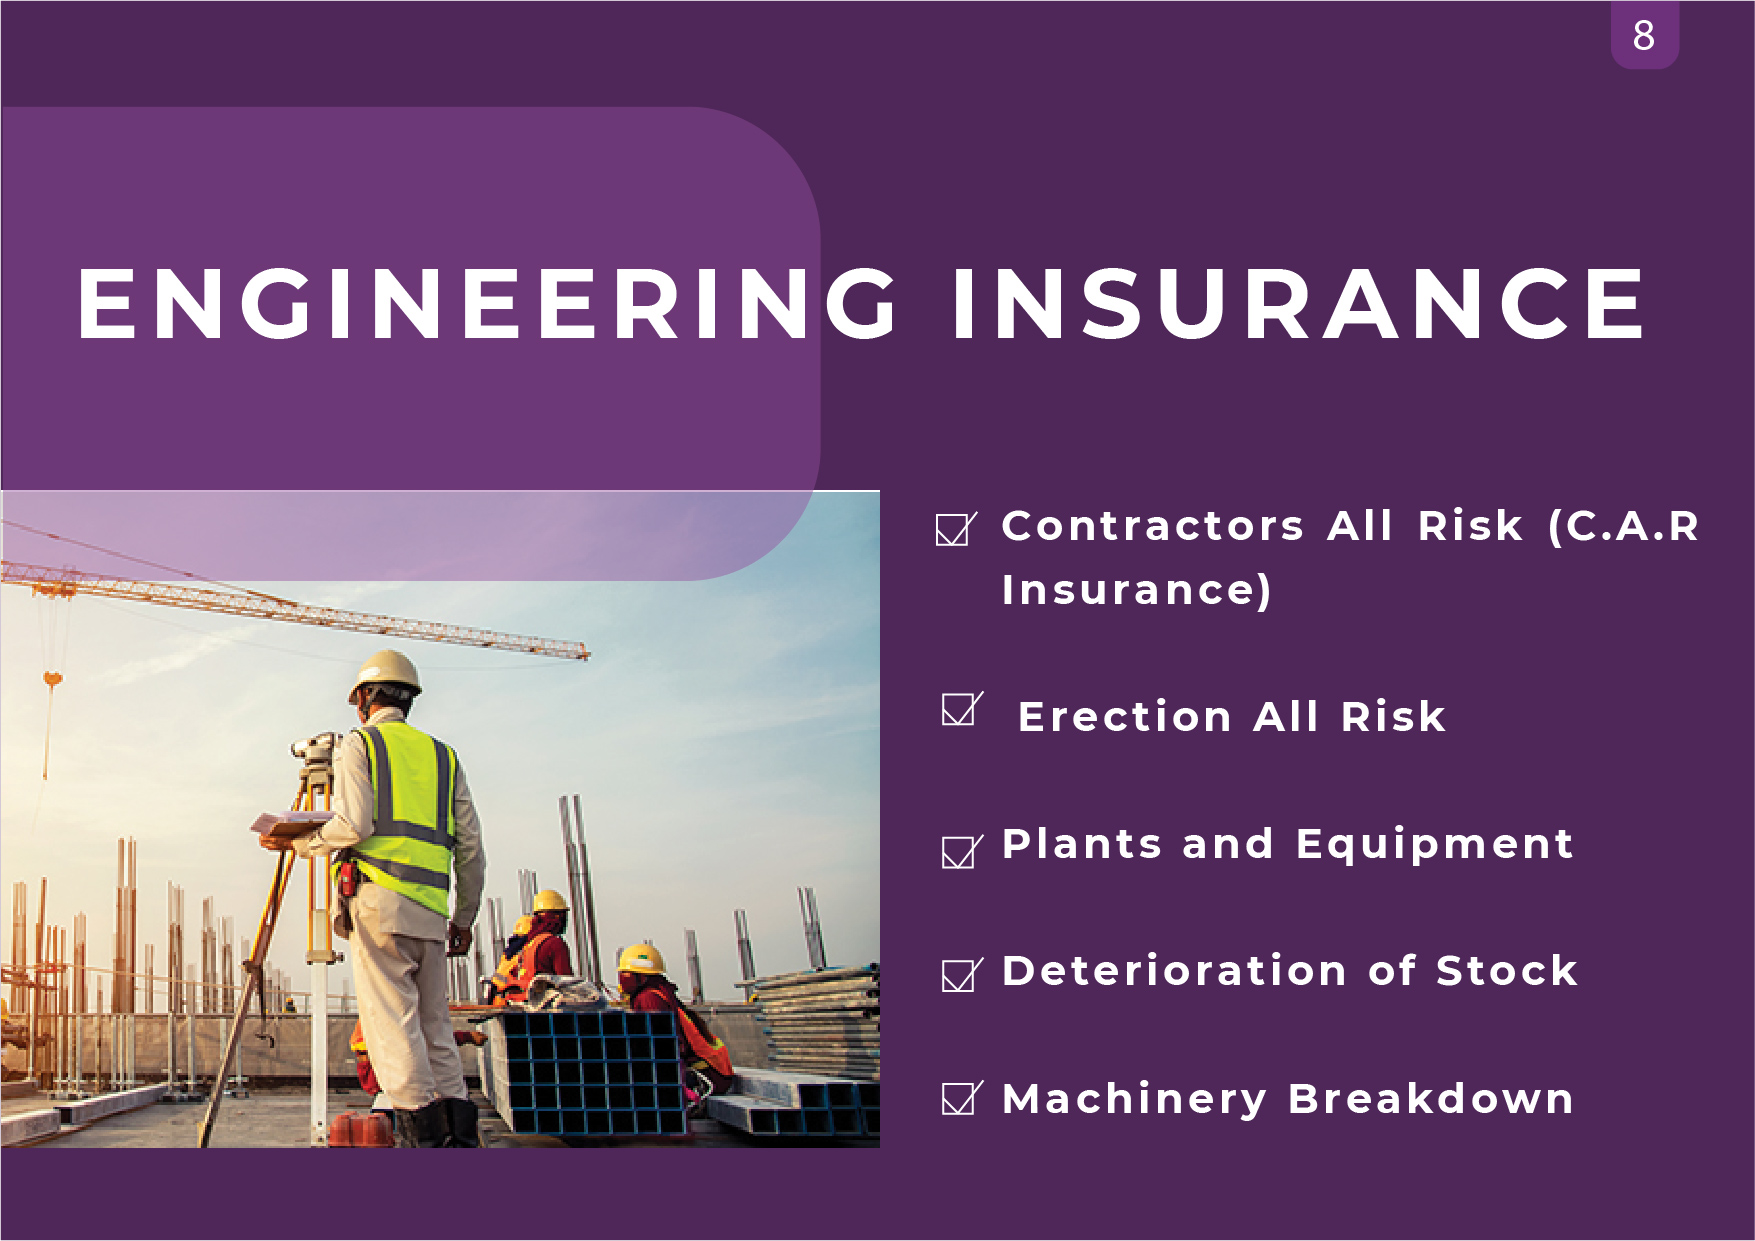 8
ENGINEERING INSURANCE
Contractors All Risk (C.A.R
Insurance)
Erection All Risk
Plants and Equipment
Deterioration of Stock
Machinery Breakdown